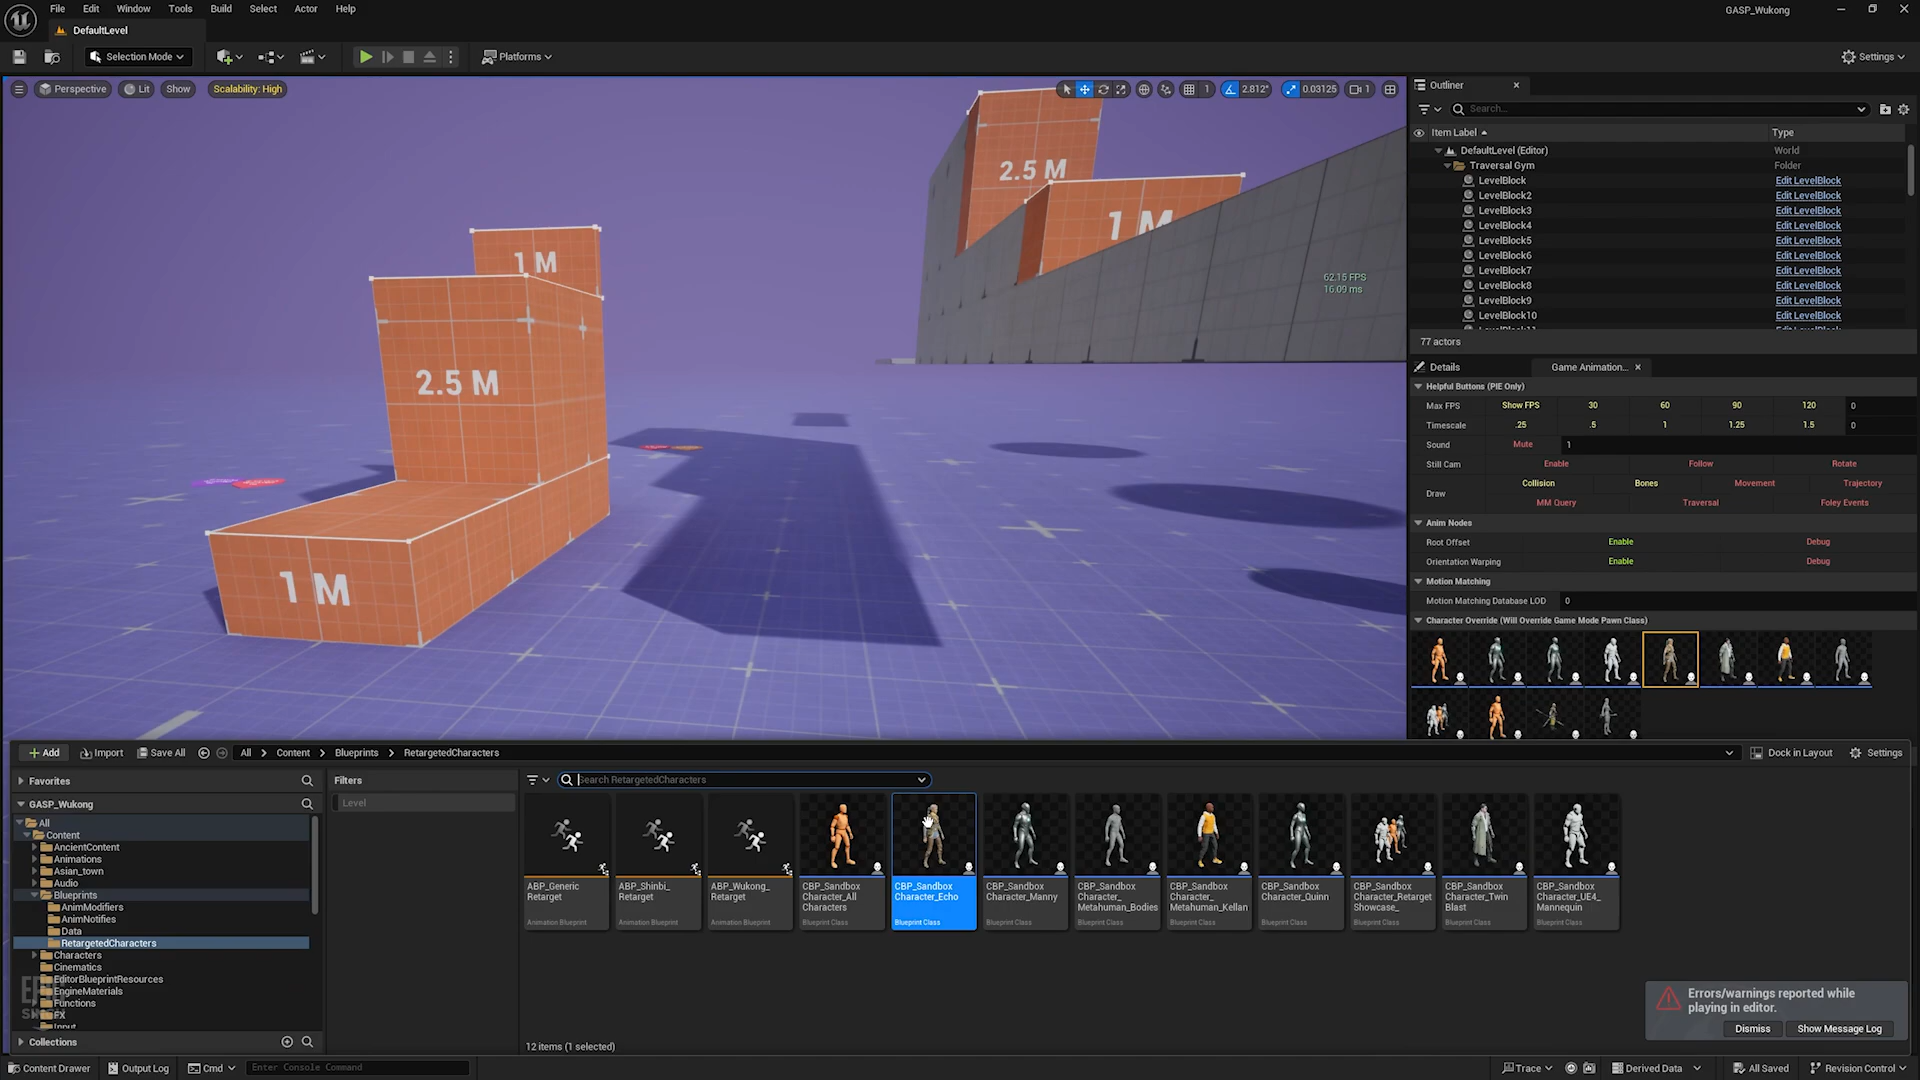 File Edit Window Tools Build Select Actor Help
GASP_Wukong
DefaultLevel
Selection Mode
Platforms
Settings
Perspective Lit Show Scalability: High
1 2.812° 0.03125 1
2.5 M
1 M
1 M
2.5 M
1 M
62.15 FPS
16.09 ms
Outliner
Search...
Item Label Type
DefaultLevel (Editor) World
Traversal Gym Folder
LevelBlock Edit LevelBlock
LevelBlock2 Edit LevelBlock
LevelBlock3 Edit LevelBlock
LevelBlock4 Edit LevelBlock
LevelBlock5 Edit LevelBlock
LevelBlock6 Edit LevelBlock
LevelBlock7 Edit LevelBlock
LevelBlock8 Edit LevelBlock
LevelBlock9 Edit LevelBlock
LevelBlock10 Edit LevelBlock
77 actors
Details Game Animation...
Helpful Buttons (PIE Only)
Max FPS Show FPS 30 60 90 120 0
Timescale .25 .5 1 1.25 1.5 0
Sound Mute 1
Still Cam Enable Follow Rotate
Draw Collision Bones Movement Trajectory
MM Query Traversal Foley Events
Anim Nodes
Root Offset Enable Debug
Orientation Warping Enable Debug
Motion Matching
Motion Matching Database LOD 0
Character Override (Will Override Game Mode Pawn Class)
Add Import Save All All Content Blueprints RetargetedCharacters Dock in Layout Settings
Favorites
GASP_Wukong
All
Content
AncientContent
Animations
Asian_town
Audio
Blueprints
AnimModifiers
AnimNotifies
Data
RetargetedCharacters
Characters
Cinematics
EditorBlueprintResources
EngineMaterials
Functions
FX
Input
Collections
Filters
Level
Search RetargetedCharacters
ABP_Generic
Retarget
Animation Blueprint
ABP_Shinbi_
Retarget
Animation Blueprint
ABP_Wukong_
Retarget
Animation Blueprint
CBP_Sandbox
Character_All
Characters
Blueprint Class
CBP_Sandbox
Character_Echo
Blueprint Class
CBP_Sandbox
Character_Manny
Blueprint Class
CBP_Sandbox
Character_
Metahuman_Bodies
Blueprint Class
CBP_Sandbox
Character_
Metahuman_Kellan
Blueprint Class
CBP_Sandbox
Character_Quinn
Blueprint Class
CBP_Sandbox
Character_Retarget
Showcase_
Blueprint Class
CBP_Sandbox
Character_Twin
Blast
Blueprint Class
CBP_Sandbox
Character_UE4_
Mannequin
Blueprint Class
12 items (1 selected)
Errors/warnings reported while
playing in editor.
Dismiss Show Message Log
Content Drawer Output Log Cmd Enter Console Command Trace Derived Data All Saved Revision Control